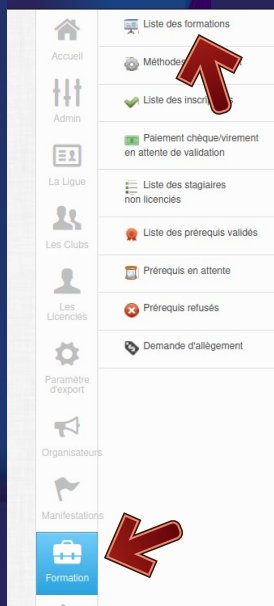 Accueil
Admin
La Ligue
Les Clubs
Les
Licenciés
Paramètre
d'export
Organisateurs
Manifestations
Formation
Liste des formations
Méthodes
Liste des
Paiement chèque/virement
en attente de validation
Liste des stagiaires
non licenciés
Liste des prérequis validés
Prérequis en attente
Prérequis refusés
Demande d'allègement